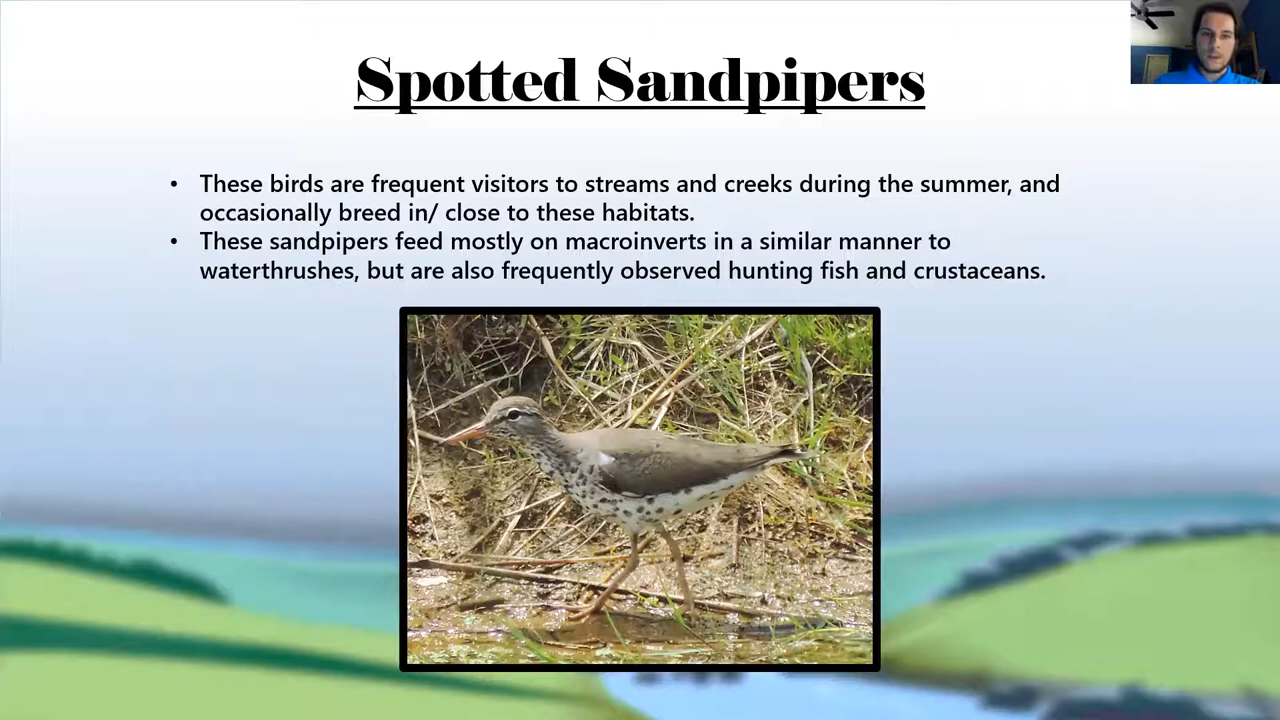 Spotted Sandpipers
• These birds are frequent visitors to streams and creeks during the summer, and
occasionally breed in/ close to these habitats.
• These sandpipers feed mostly on macroinverts in a similar manner to
waterthrushes, but are also frequently observed hunting fish and crustaceans.